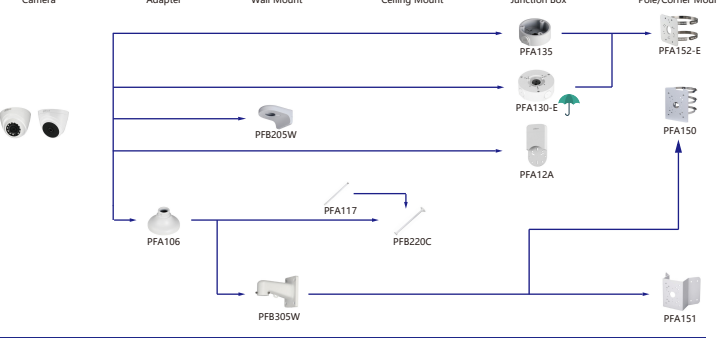 Camera Adapter Wall Mount Ceiling Mount Junction Box Pole/Corner Moun
PFA135
PFA152-E
PFA130-E
PFB205W
PFA150
PFA12A
PFA117
PFA106
PFB220C
PFB305W
PFA151